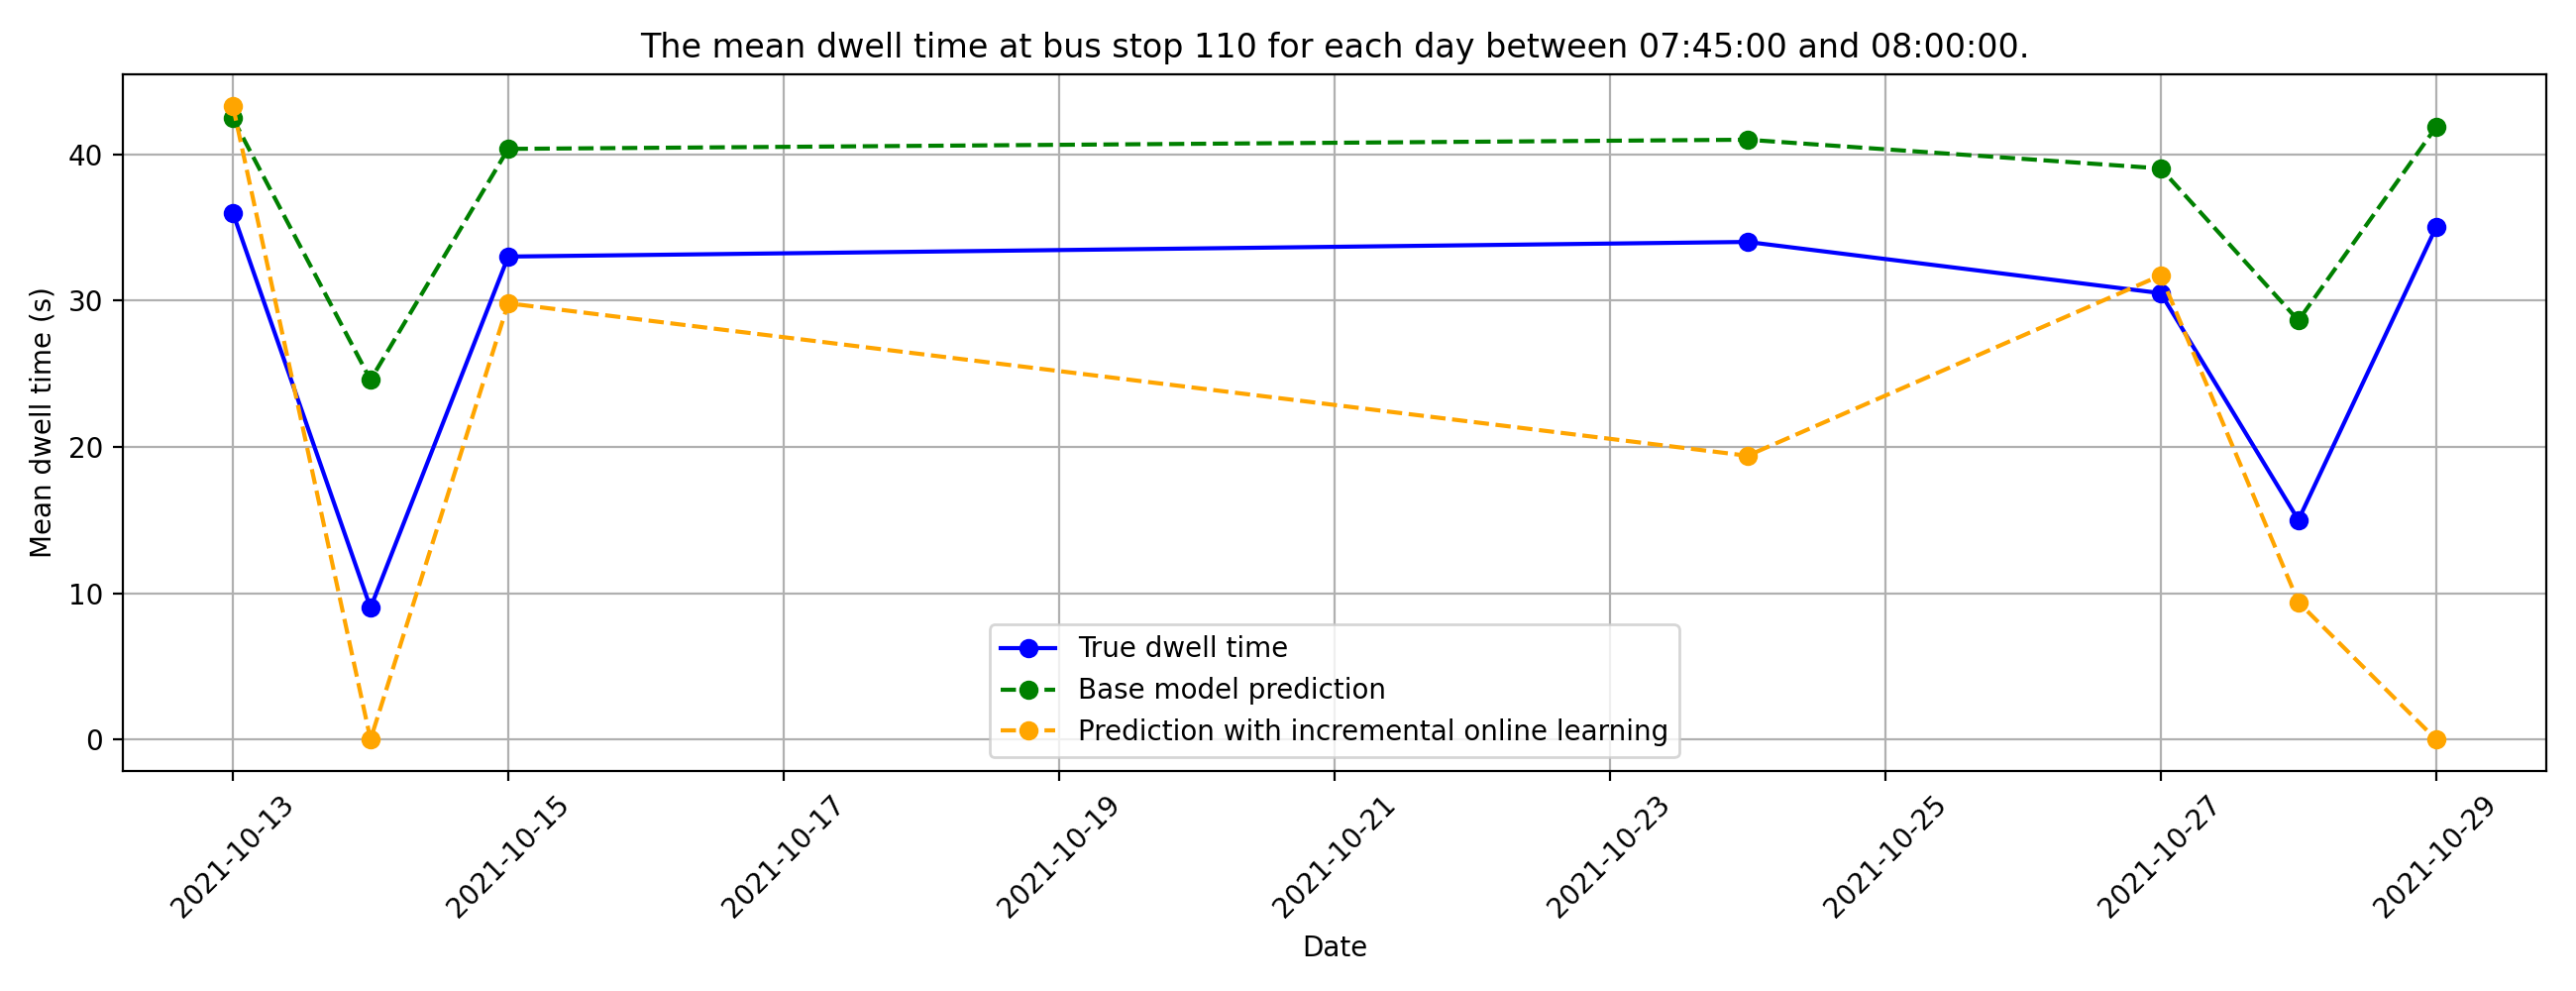 The mean dwell time at bus stop 110 for each day between 07:45:00 and 08:00:00.
Mean dwell time (s)
40
30
20
10
0
True dwell time
Base model prediction
Prediction with incremental online learning
2021-10-13
2021-10-15
2021-10-17
2021-10-19
2021-10-21
2021-10-23
2021-10-25
2021-10-27
2021-10-29
Date